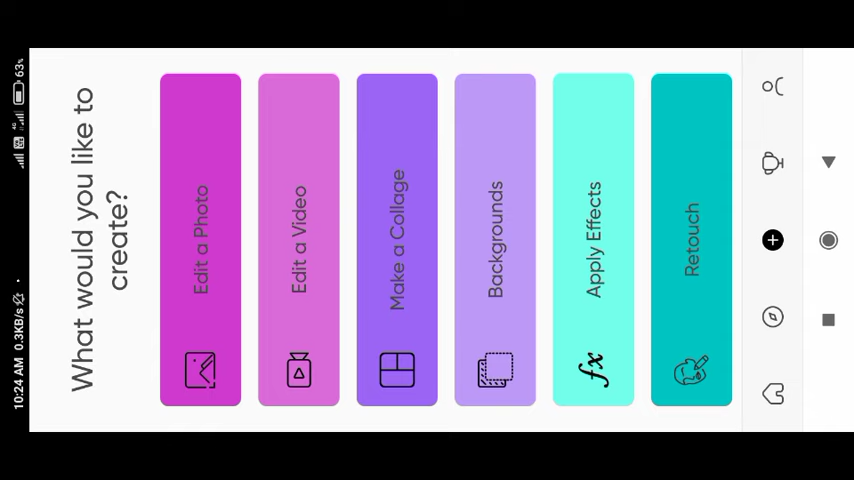 10:24 AM 0.3KB/s
4G 63%
What would you like to
create?
Edit a Photo
Edit a Video
Make a Collage
Backgrounds
fx Apply Effects
Retouch